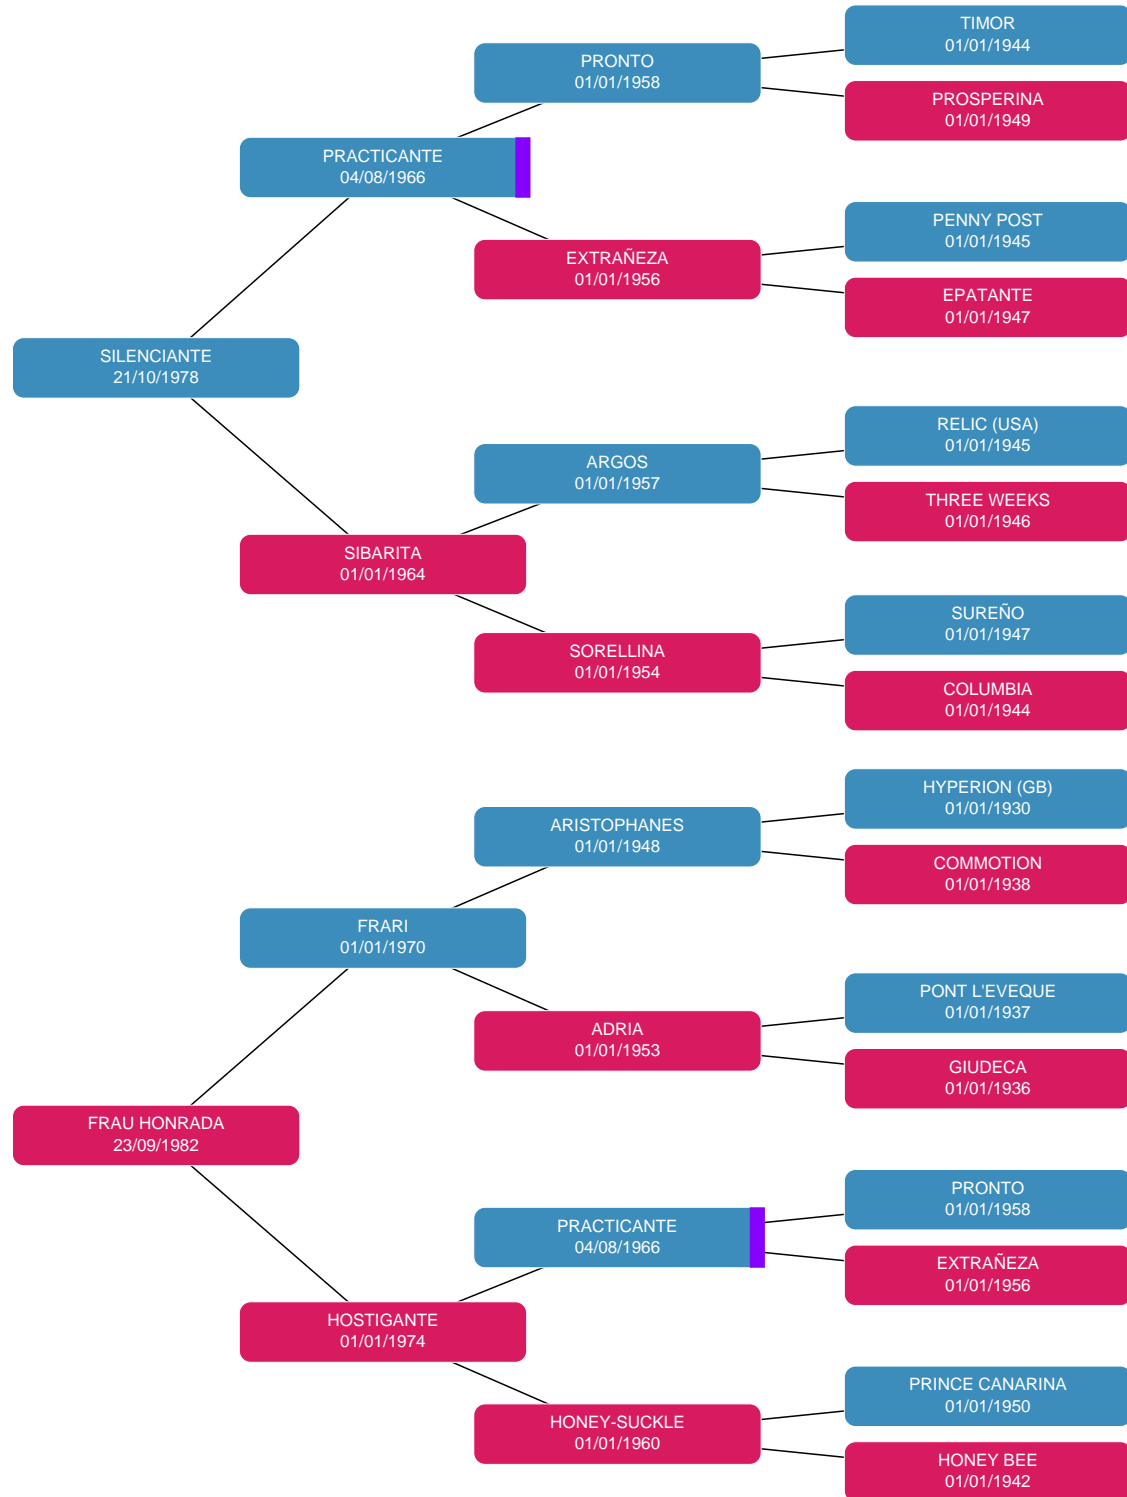 TIMOR
01/01/1944
PRONTO
01/01/1958
PROSPERINA
01/01/1949
PRACTICANTE
04/08/1966
PENNY POST
01/01/1945
EXTRAÑEZA
01/01/1956
EPATANTE
01/01/1947
SILENCIANTE
21/10/1978
RELIC (USA)
01/01/1945
ARGOS
01/01/1957
THREE WEEKS
01/01/1946
SIBARITA
01/01/1964
SUREÑO
01/01/1947
SORELLINA
01/01/1954
COLUMBIA
01/01/1944
HYPERION (GB)
01/01/1930
ARISTOPHANES
01/01/1948
COMMOTION
01/01/1938
FRARI
01/01/1970
PONT L'EVEQUE
01/01/1937
ADRIA
01/01/1953
GIUDECA
01/01/1936
FRAU HONRADA
23/09/1982
PRONTO
01/01/1958
PRACTICANTE
04/08/1966
EXTRAÑEZA
01/01/1956
HOSTIGANTE
01/01/1974
PRINCE CANARINA
01/01/1950
HONEY-SUCKLE
01/01/1960
HONEY BEE
01/01/1942